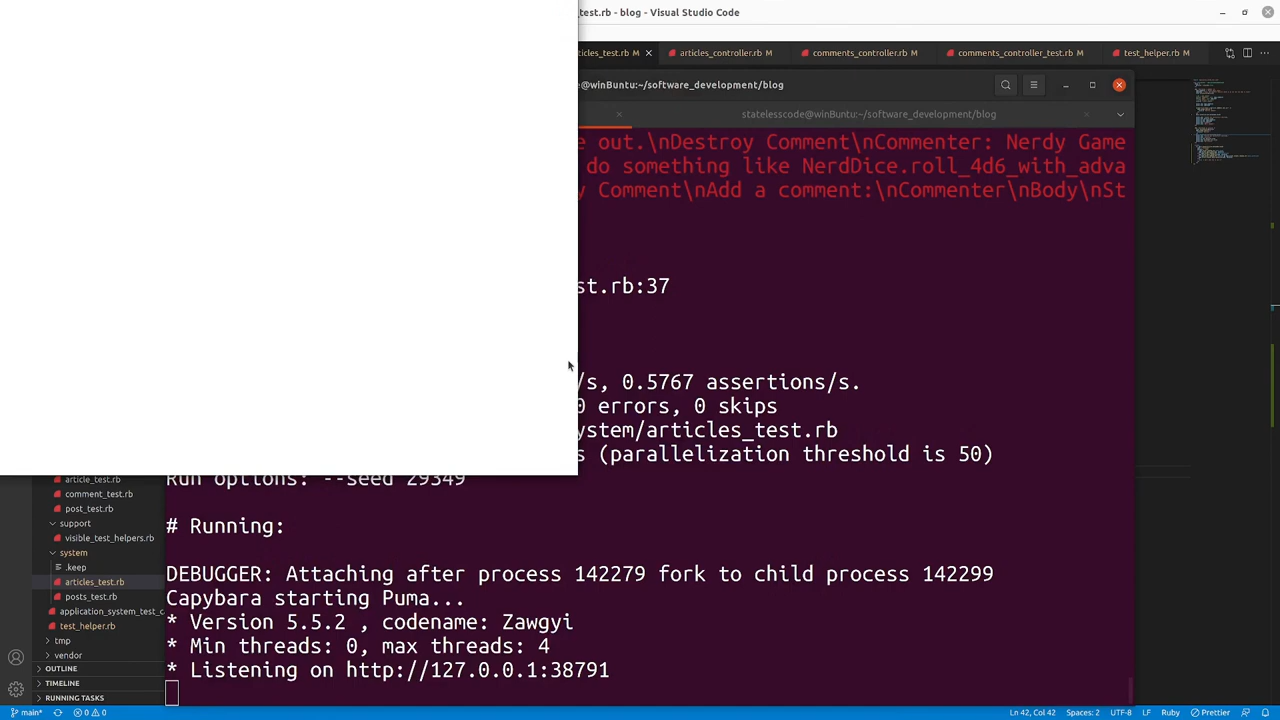 _test.rb - blog - Visual Studio Code
ticles_test.rb M
articles_controller.rb M
comments_controller.rb M
comments_controller_test.rb M
test_helper.rb M
e@winBuntu:~/software_development/blog
statelesscode@winBuntu:~/software_development/blog
e out.\nDestroy Comment\nCommenter: Nerdy Game
do something like NerdDice.roll_4d6_with_adva
y Comment\nAdd a comment:\nCommenter\nBody\nSt
st.rb:37
/s, 0.5767 assertions/s.
0 errors, 0 skips
ystem/articles_test.rb
s (parallelization threshold is 50)
Run options: --seed 29349
# Running:
DEBUGGER: Attaching after process 142279 fork to child process 142299
Capybara starting Puma...
* Version 5.5.2 , codename: Zawgyi
* Min threads: 0, max threads: 4
* Listening on http://127.0.0.1:38791
article_test.rb
comment_test.rb
post_test.rb
support
visible_test_helpers.rb
system
.keep
articles_test.rb
posts_test.rb
application_system_test_c
test_helper.rb
tmp
vendor
OUTLINE
TIMELINE
RUNNING TASKS
main*
0 0
Ln 42, Col 42
Spaces: 2
UTF-8
LF
Ruby
Prettier